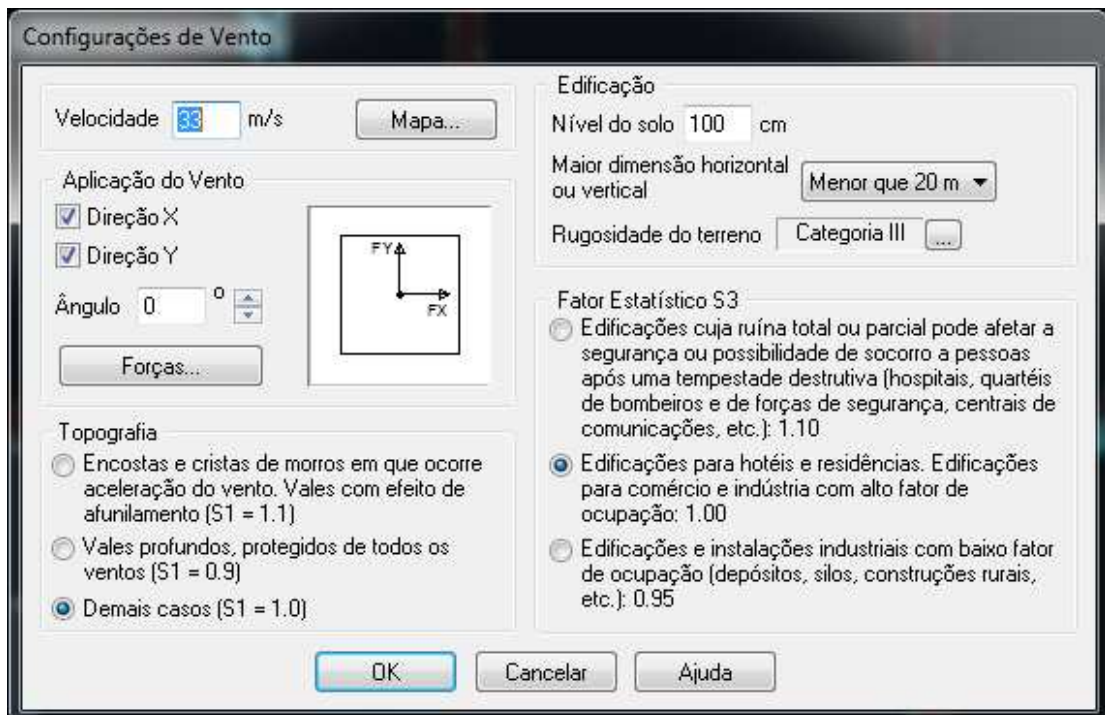 Configurações de Vento
Velocidade 33 m/s Mapa...
Aplicação do Vento
Direção X
Direção Y
Ângulo 0 º
Forças...
FY
FX
Topografia
Encostas e cristas de morros em que ocorre
aceleração do vento. Vales com efeito de
afunilamento (S1 = 1.1)
Vales profundos, protegidos de todos os
ventos (S1 = 0.9)
Demais casos (S1 = 1.0)
Edificação
Nível do solo 100 cm
Maior dimensão horizontal
ou vertical Menor que 20 m
Rugosidade do terreno Categoria III ...
Fator Estatístico S3
Edificações cuja ruína total ou parcial pode afetar a
segurança ou possibilidade de socorro a pessoas
após uma tempestade destrutiva (hospitais, quartéis
de bombeiros e de forças de segurança, centrais de
comunicações, etc.): 1.10
Edificações para hotéis e residências. Edificações
para comércio e indústria com alto fator de
ocupação: 1.00
Edificações e instalações industriais com baixo fator
de ocupação (depósitos, silos, construções rurais,
etc.): 0.95
OK Cancelar Ajuda